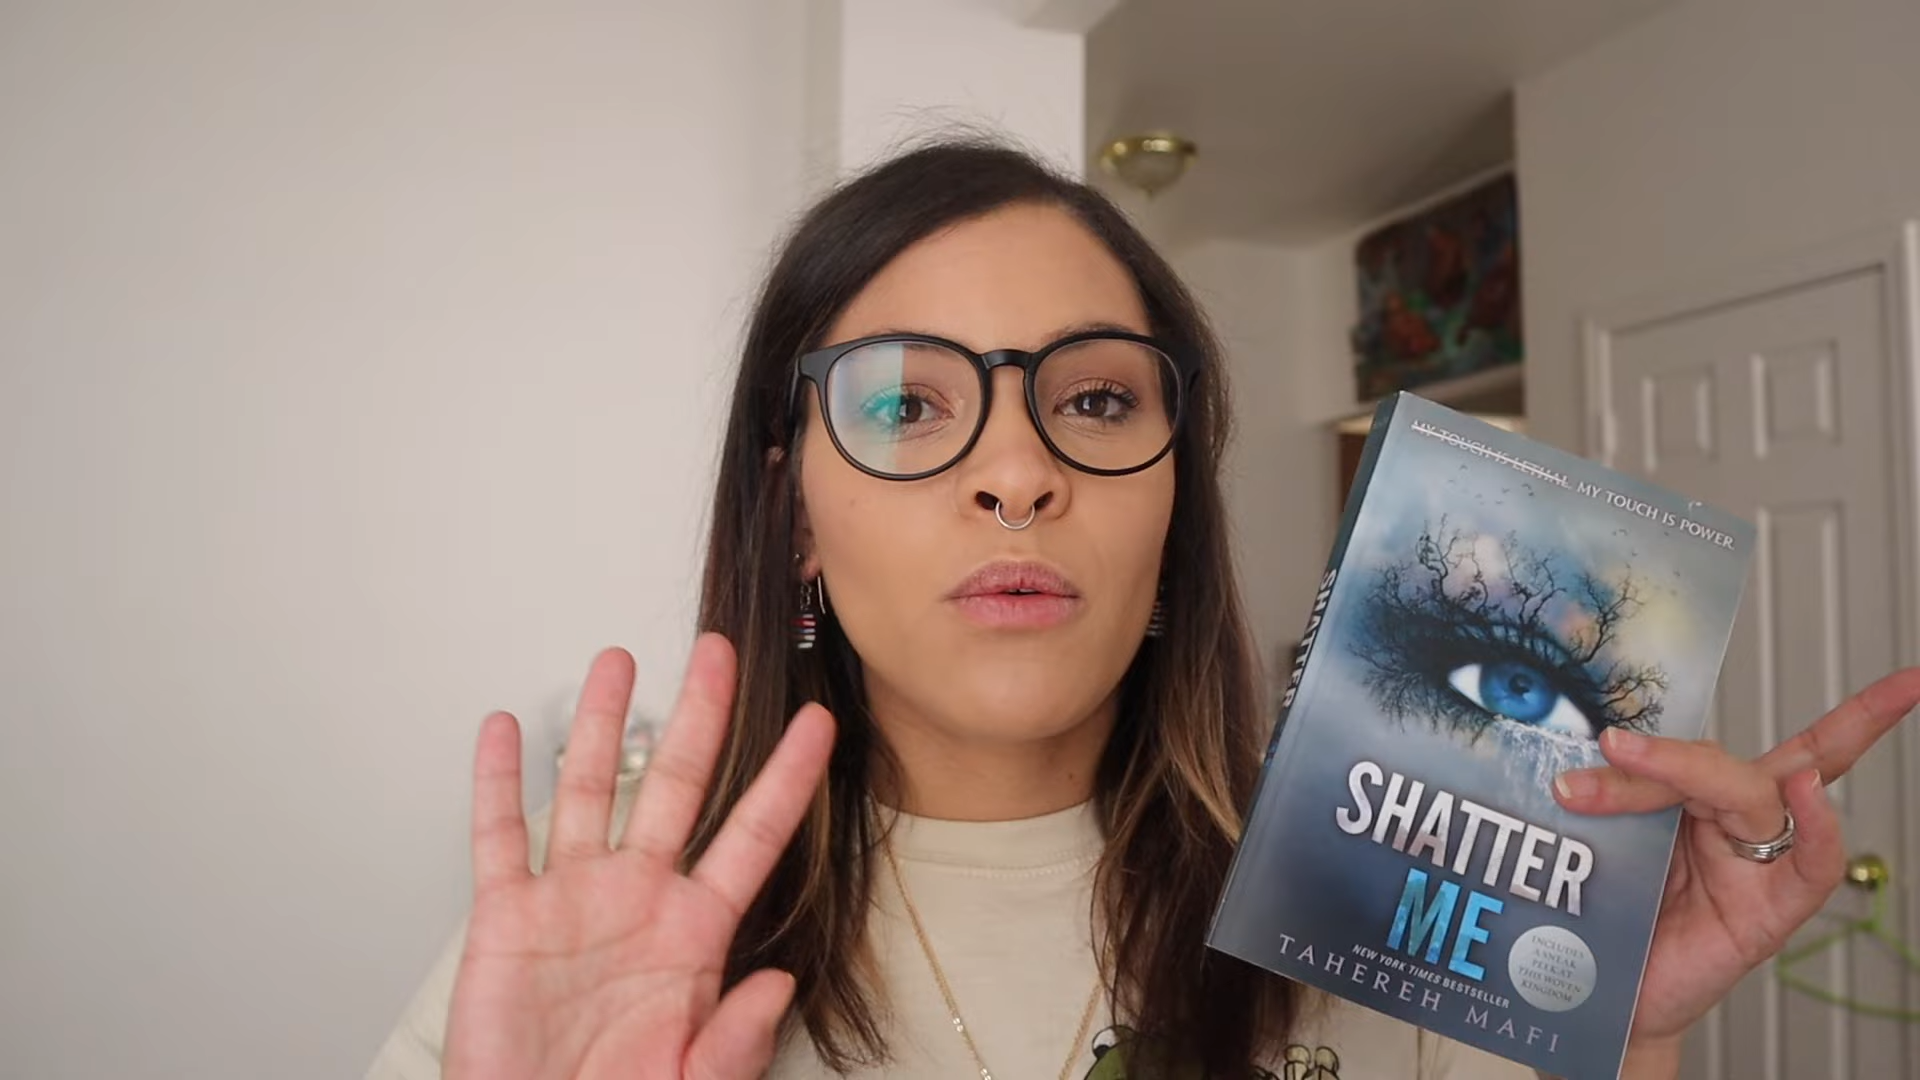 MY TOUCH IS LETHAL. MY TOUCH IS POWER.
SHATTER
SHATTER
ME
NEW YORK TIMES BESTSELLER
TAHEREH MAFI
INCLUDES
A SNEAK
PEEK AT
THIS WOVEN
KINGDOM